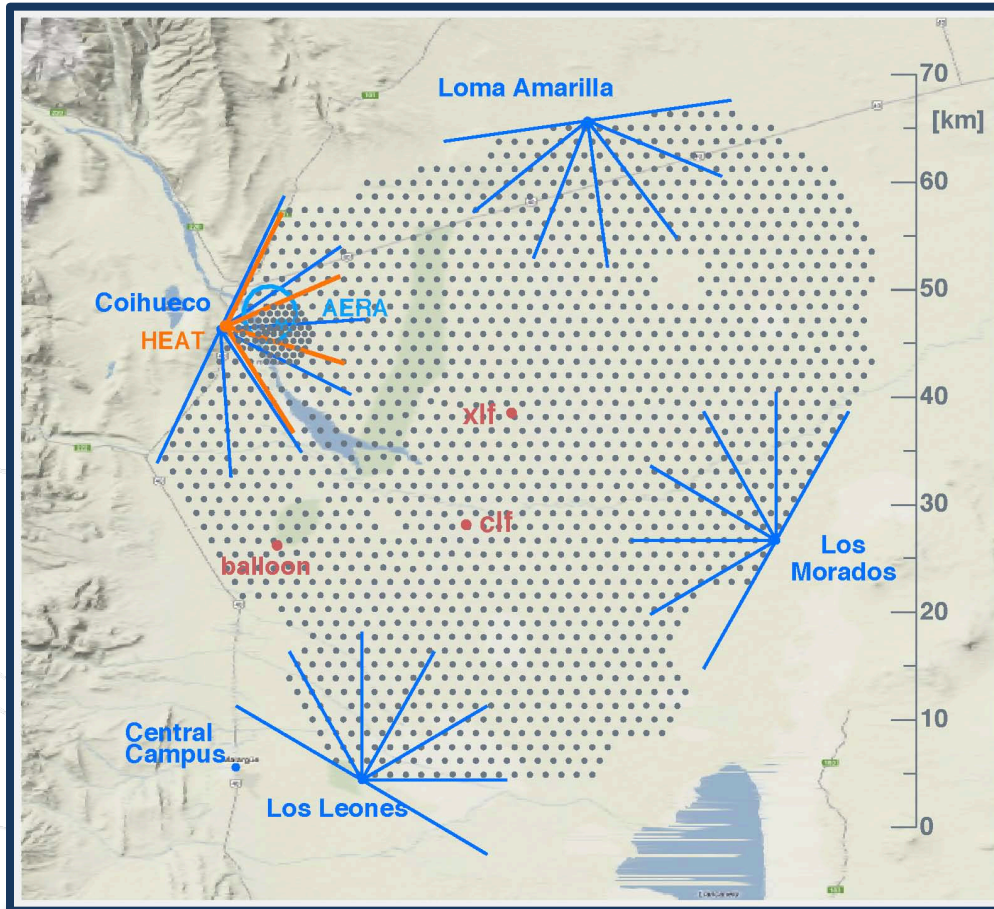 Loma Amarilla
70
[km]
60
Coihueco
AERA
50
HEAT
40
xlf
30
clf
balloon
Los
Morados
20
Central
Campus
10
Los Leones
0